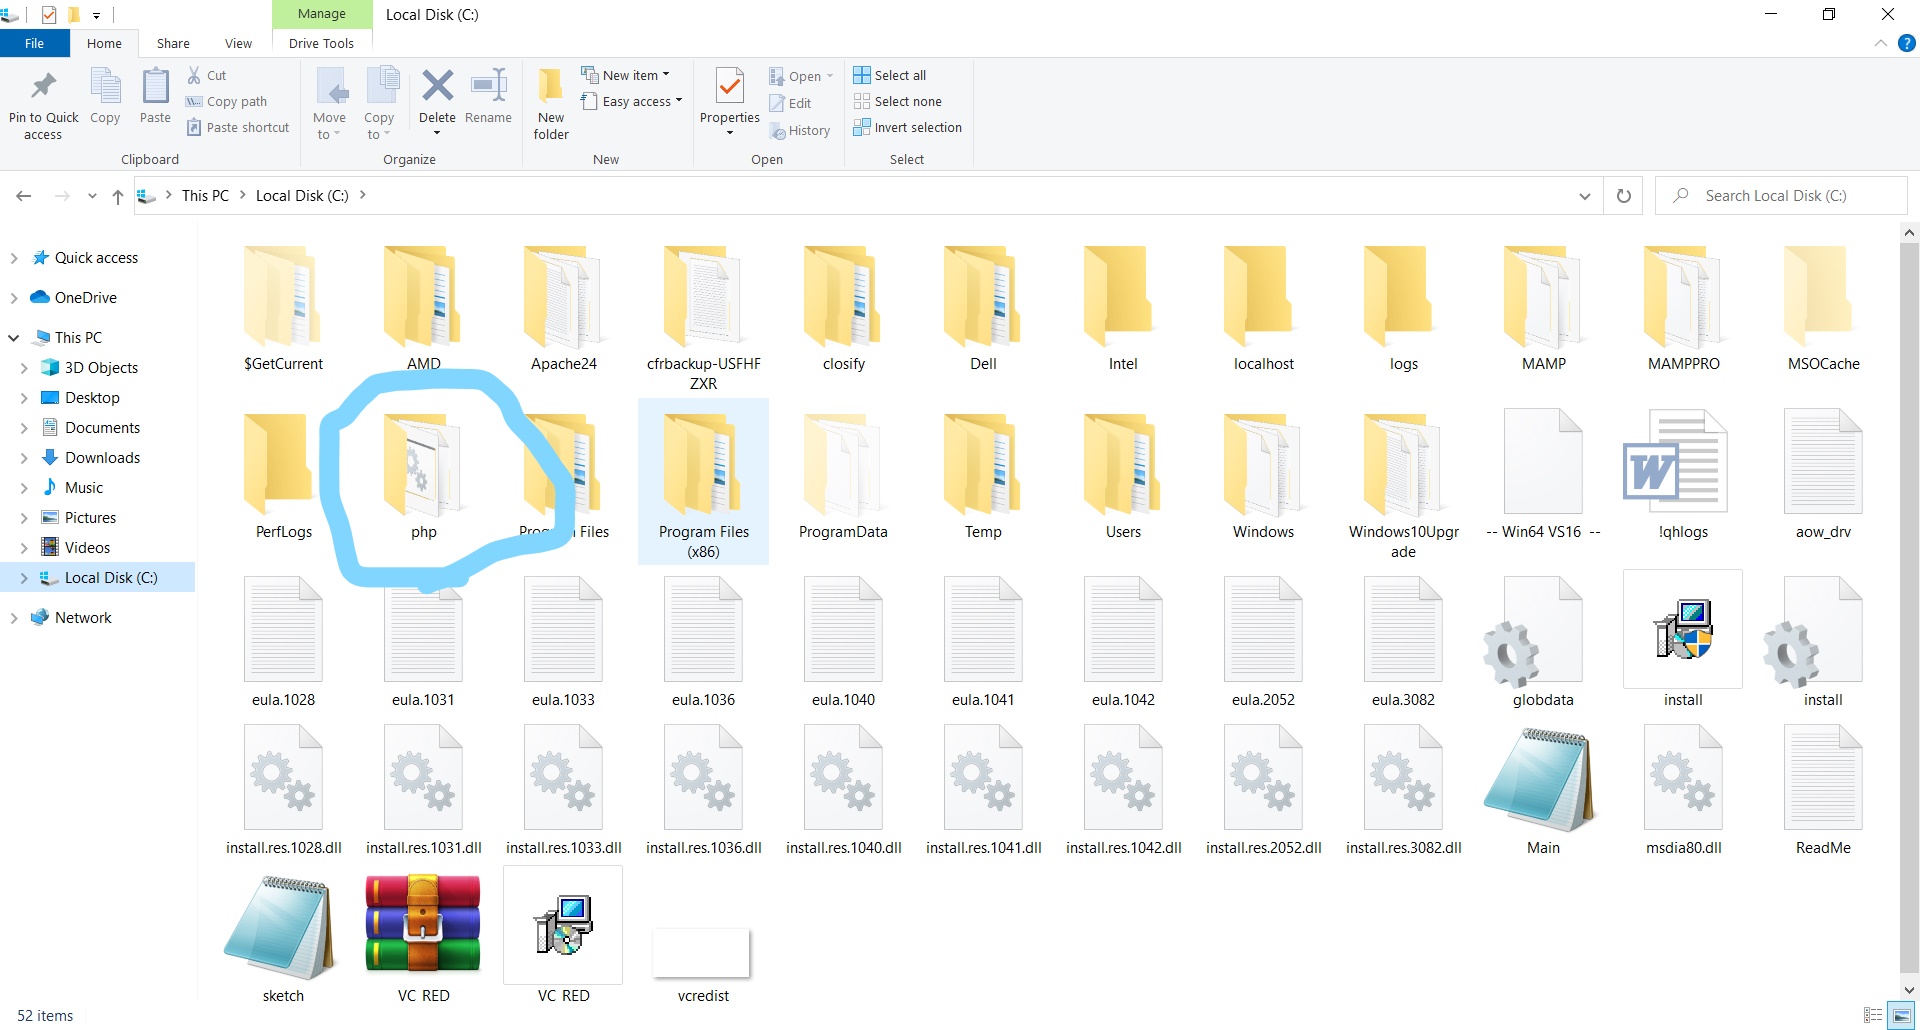 Manage
Local Disk (C:)
File
Home
Share
View
Drive Tools
Pin to Quick access
Copy
Paste
Cut
Copy path
Paste shortcut
Clipboard
Move to
Copy to
Delete
Rename
Organize
New folder
New item
Easy access
New
Properties
Open
Edit
History
Open
Select all
Select none
Invert selection
Select
This PC
Local Disk (C:)
Search Local Disk (C:)
Quick access
OneDrive
This PC
3D Objects
Desktop
Documents
Downloads
Music
Pictures
Videos
Local Disk (C:)
Network
$GetCurrent
AMD
Apache24
cfrbackup-USFHF
ZXR
closify
Dell
Intel
localhost
logs
MAMP
MAMPPRO
MSOCache
PerfLogs
php
Program Files
Program Files
(x86)
ProgramData
Temp
Users
Windows
Windows10Upgr
ade
-- Win64 VS16 --
!qhlogs
aow_drv
eula.1028
eula.1031
eula.1033
eula.1036
eula.1040
eula.1041
eula.1042
eula.2052
eula.3082
globdata
install
install
install.res.1028.dll
install.res.1031.dll
install.res.1033.dll
install.res.1036.dll
install.res.1040.dll
install.res.1041.dll
install.res.1042.dll
install.res.2052.dll
install.res.3082.dll
Main
msdia80.dll
ReadMe
sketch
VC RED
VC RED
vcredist
52 items